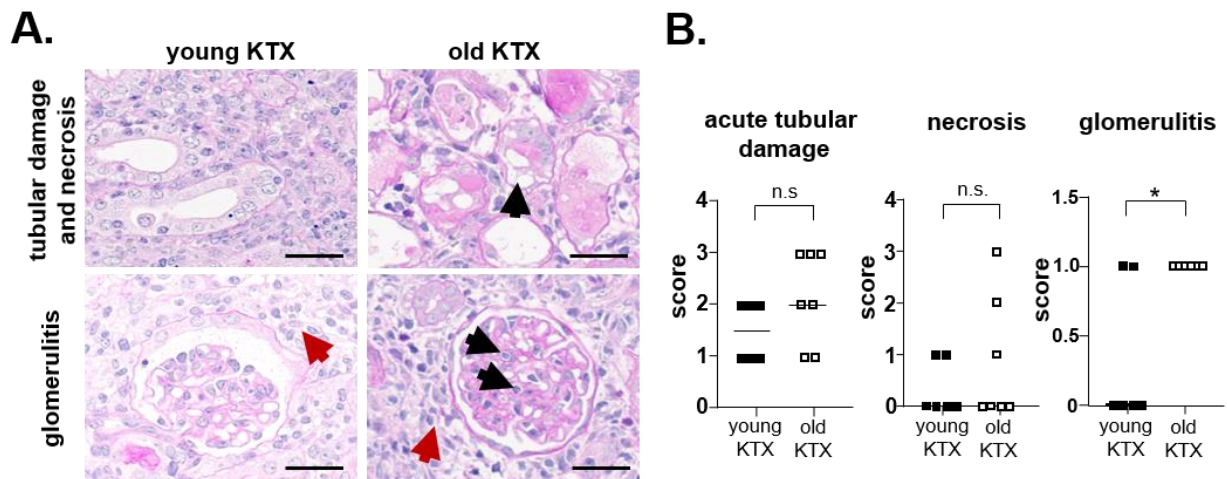 A.
young KTX
old KTX
tubular damage
and necrosis
glomerulitis
B.
acute tubular
damage
score
4
3
2
1
0
n.s
young
KTX
old
KTX
necrosis
score
4
3
2
1
0
n.s.
young
KTX
old
KTX
glomerulitis
score
1.5
1.0
0.5
0
*
young
KTX
old
KTX